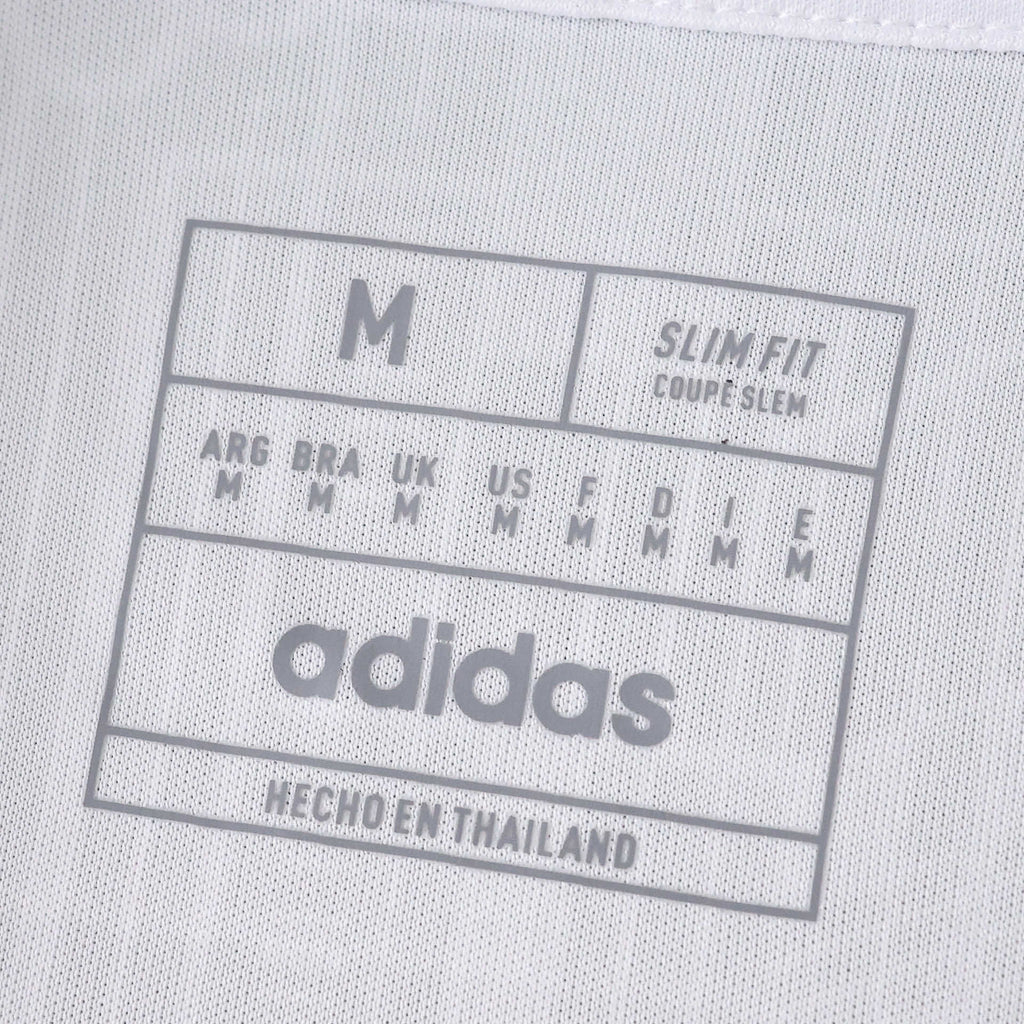 M
SLIM FIT
COUPE SLEM
ARG BRA UK US F D I E
M M M M M M M M
adidas
HECHO EN THAILAND